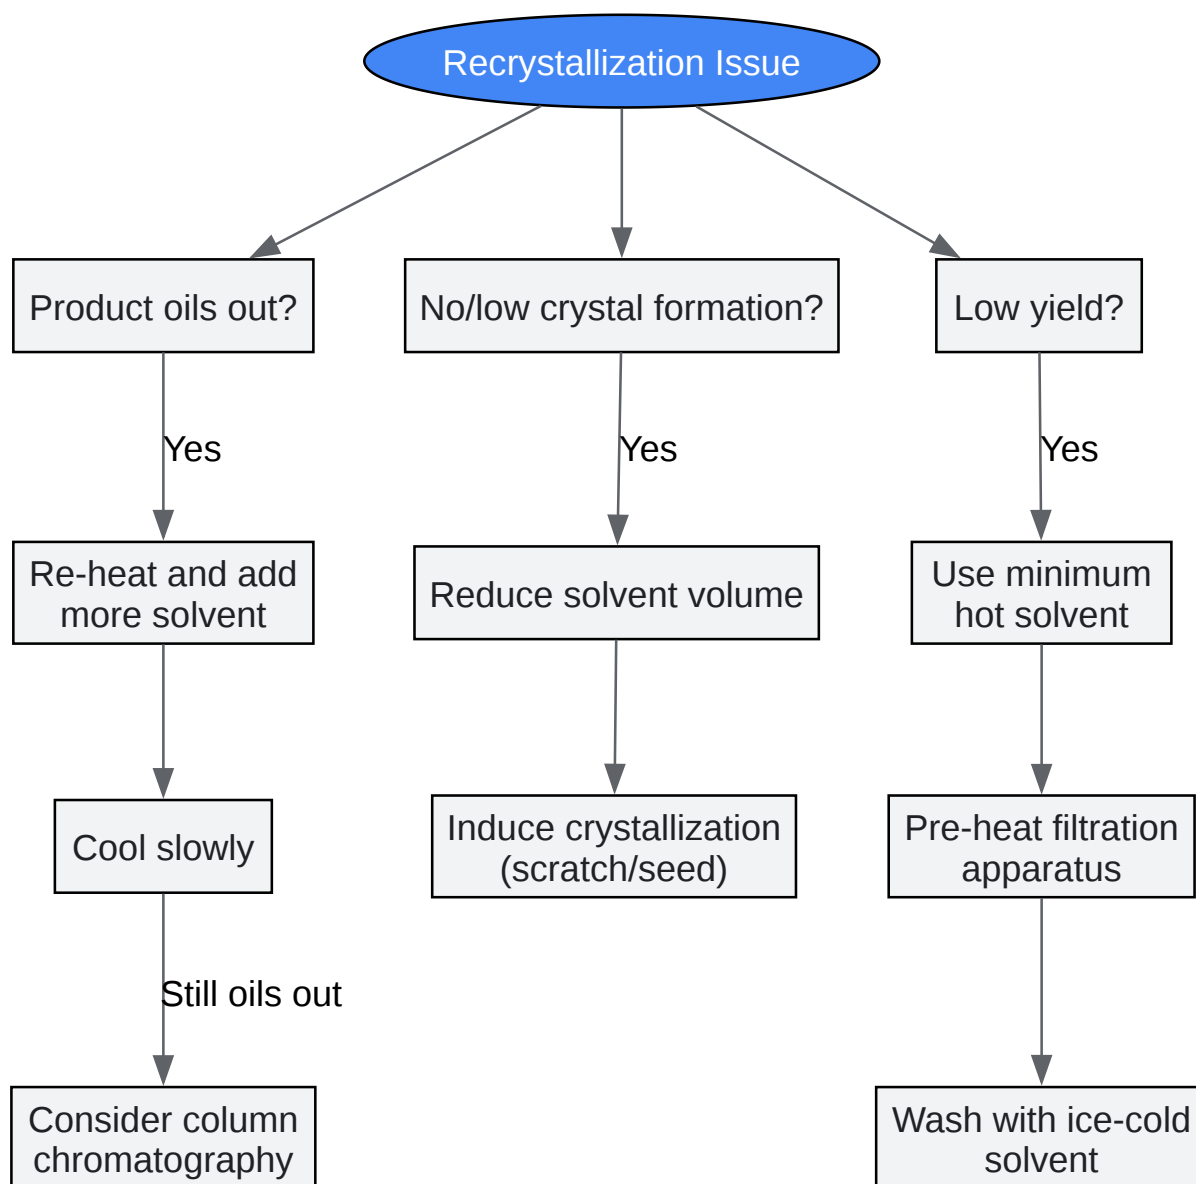 Recrystallization Issue
Product oils out?
No/low crystal formation?
Low yield?
Yes
Yes
Yes
Re-heat and add
more solvent
Reduce solvent volume
Use minimum
hot solvent
Cool slowly
Induce crystallization
(scratch/seed)
Pre-heat filtration
apparatus
Still oils out
Consider column
chromatography
Wash with ice-cold
solvent